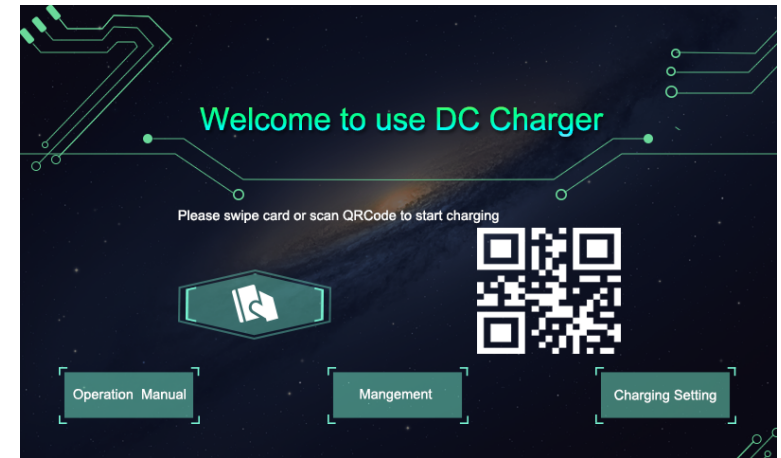 Welcome to use DC Charger
Please swipe card or scan QRCode to start charging
Operation Manual
Mangement
Charging Setting